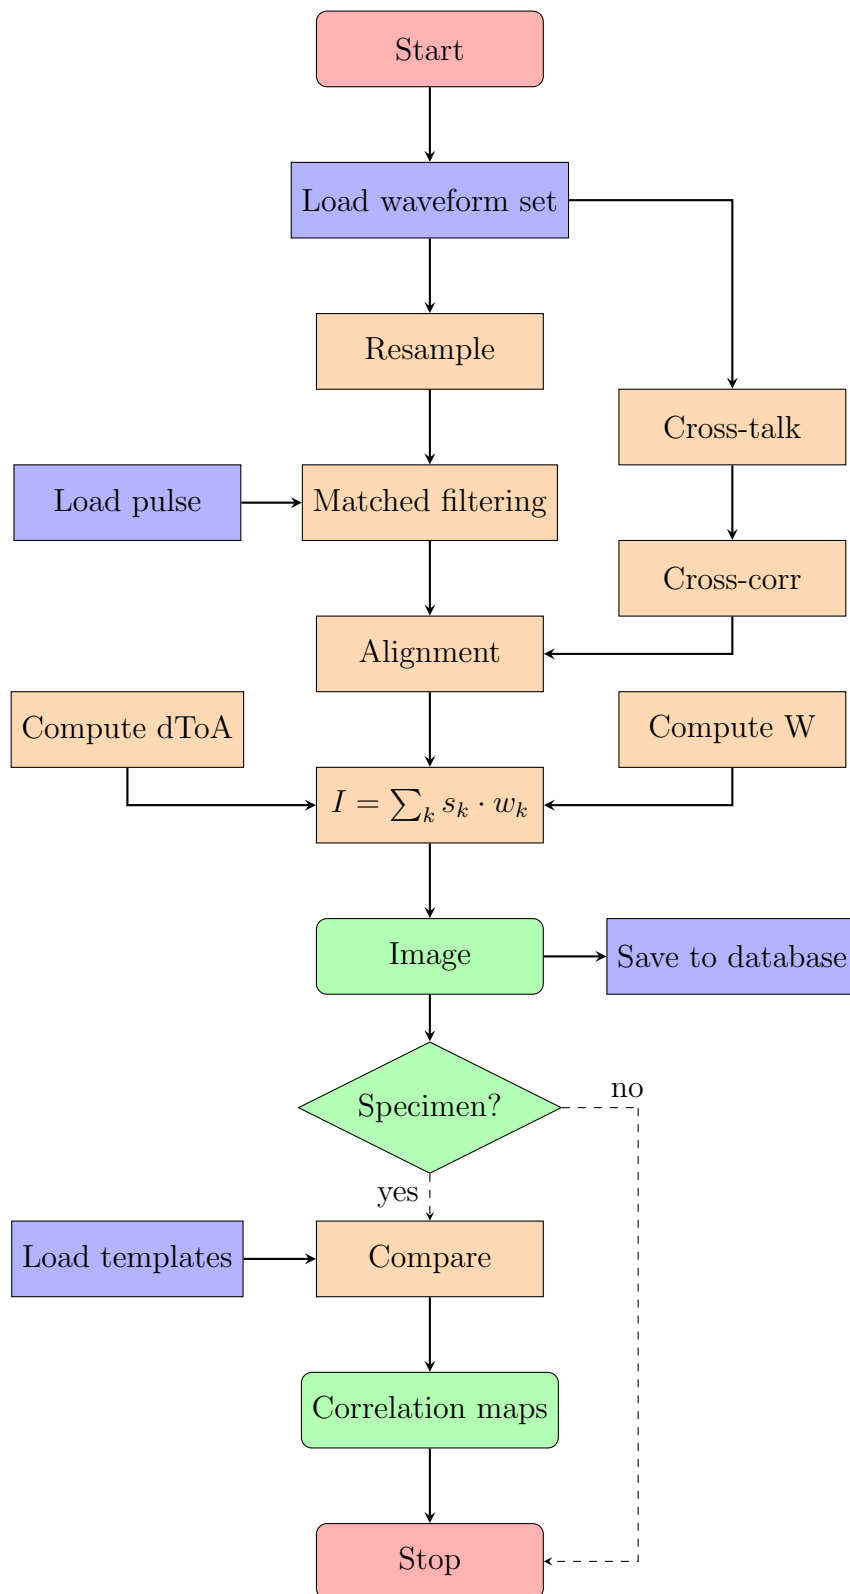 Start
Load waveform set
Resample
Cross-talk
Load pulse
Matched filtering
Cross-corr
Alignment
Compute dToA
Compute W
I = ∑ₖ sₖ · wₖ
Image
Save to database
Specimen?
no
yes
Load templates
Compare
Correlation maps
Stop